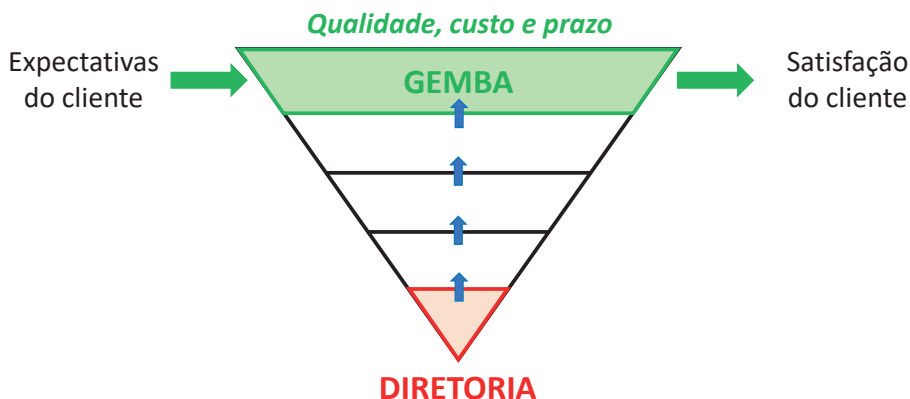 Qualidade, custo e prazo
Expectativas
do cliente
GEMBA
Satisfação
do cliente
DIRETORIA